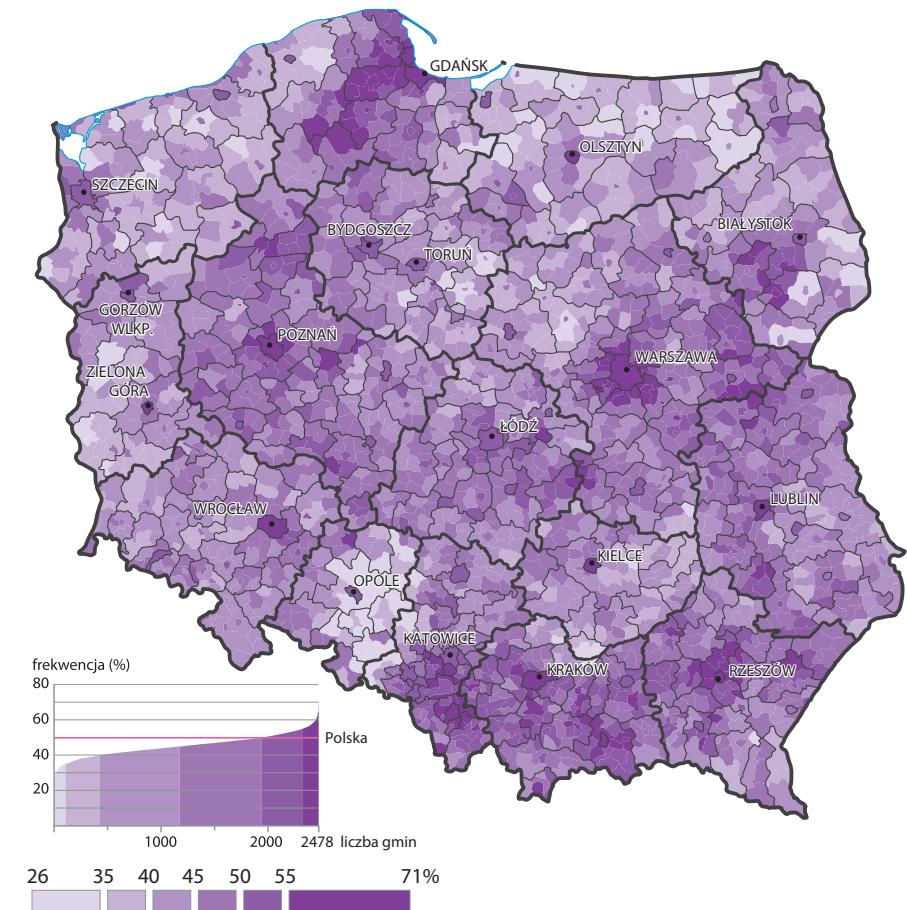 GDAŃSK
OLSZTYN
SZCZECIN
BIAŁYSTOK
BYDGOSZCZ
TORUŃ
GORZÓW
WLKP.
POZNAŃ
WARSZAWA
ZIELONA
GÓRA
ŁÓDŹ
LUBLIN
WROCŁAW
KIELCE
OPOLE
KATOWICE
KRAKÓW
RZESZÓW
frekwencja (%)
80
60
Polska
40
20
1000 2000 2478 liczba gmin
26 35 40 45 50 55 71%